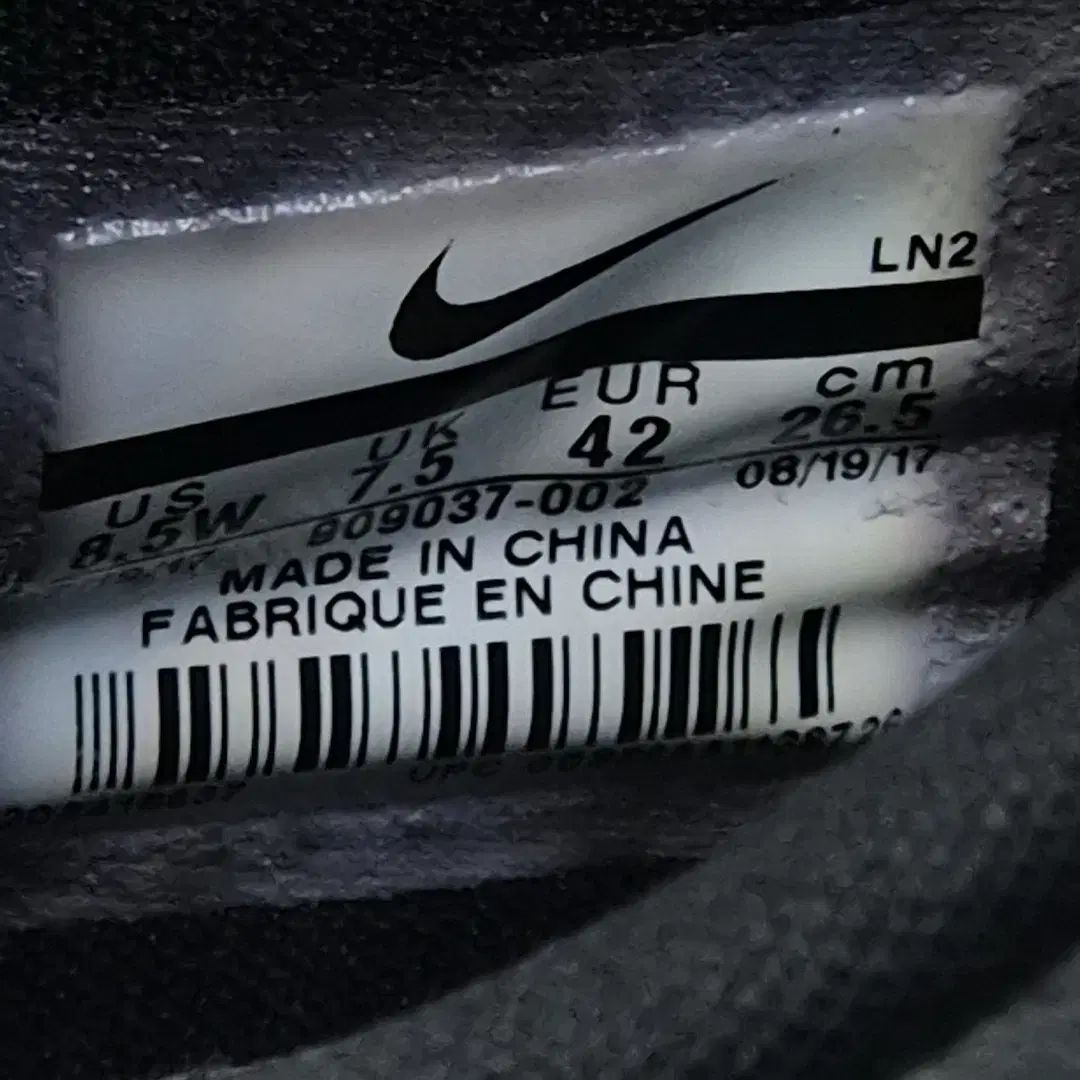 LN2
US UK EUR cm
8.5W 7.5 42 26.5
909037-002 08/19/17
MADE IN CHINA
FABRIQUE EN CHINE
UPC